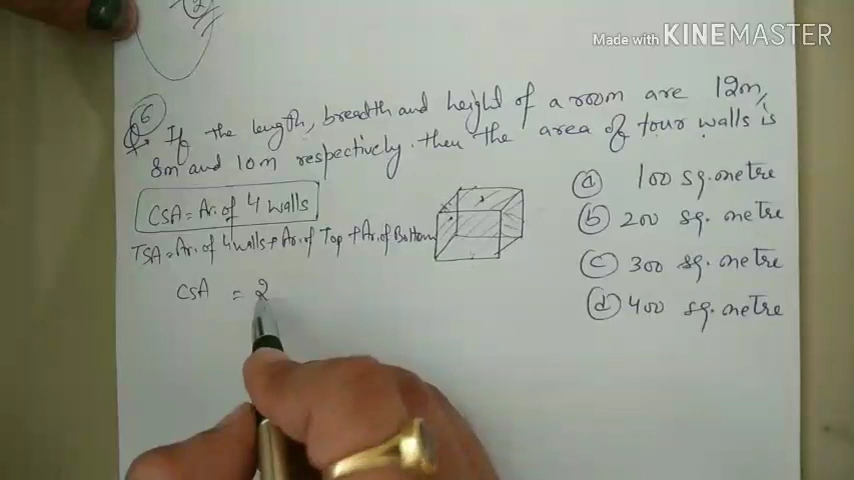 Made with KINEMASTER
6
Q. If the length, breadth and height of a room are 12m,
8m and 10m respectively. then the area of four walls is
CSA = Ar. of 4 walls
TSA = Ar. of 4 walls + Ar. of Top + Ar. of Bottom
CSA = 2
(a) 100 sq. metre
(b) 200 sq. metre
(c) 300 sq. metre
(d) 400 sq. metre